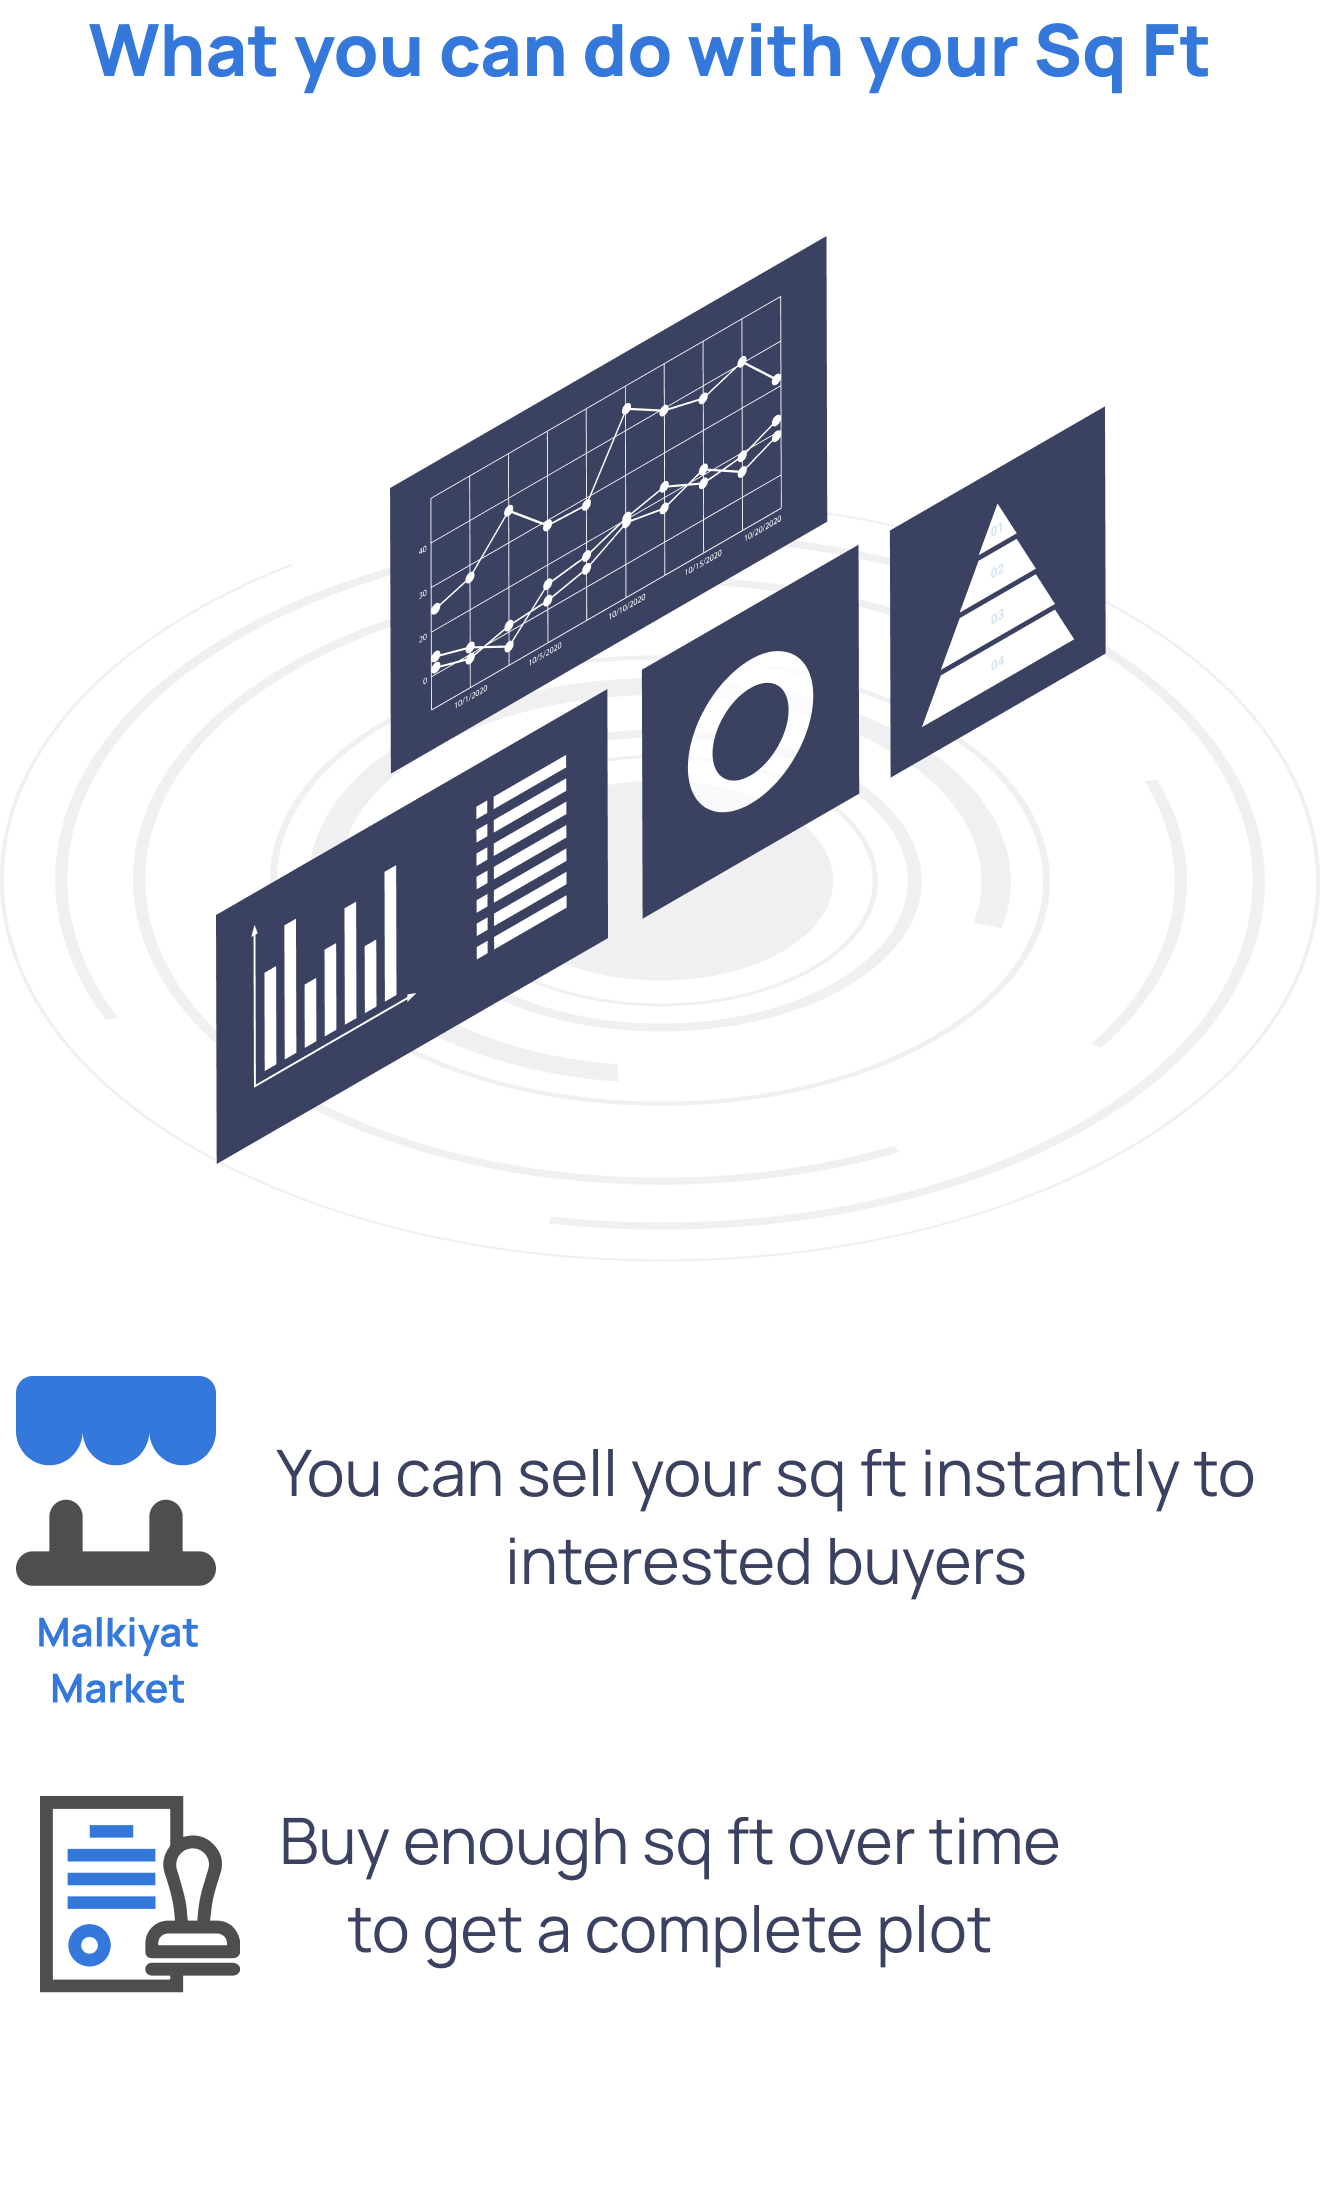 What you can do with your Sq Ft
40
30
20
0
10/1/2020
10/5/2020
10/10/2020
10/15/2020
10/20/2020
01
02
03
04
You can sell your sq ft instantly to
interested buyers
Malkiyat
Market
Buy enough sq ft over time
to get a complete plot